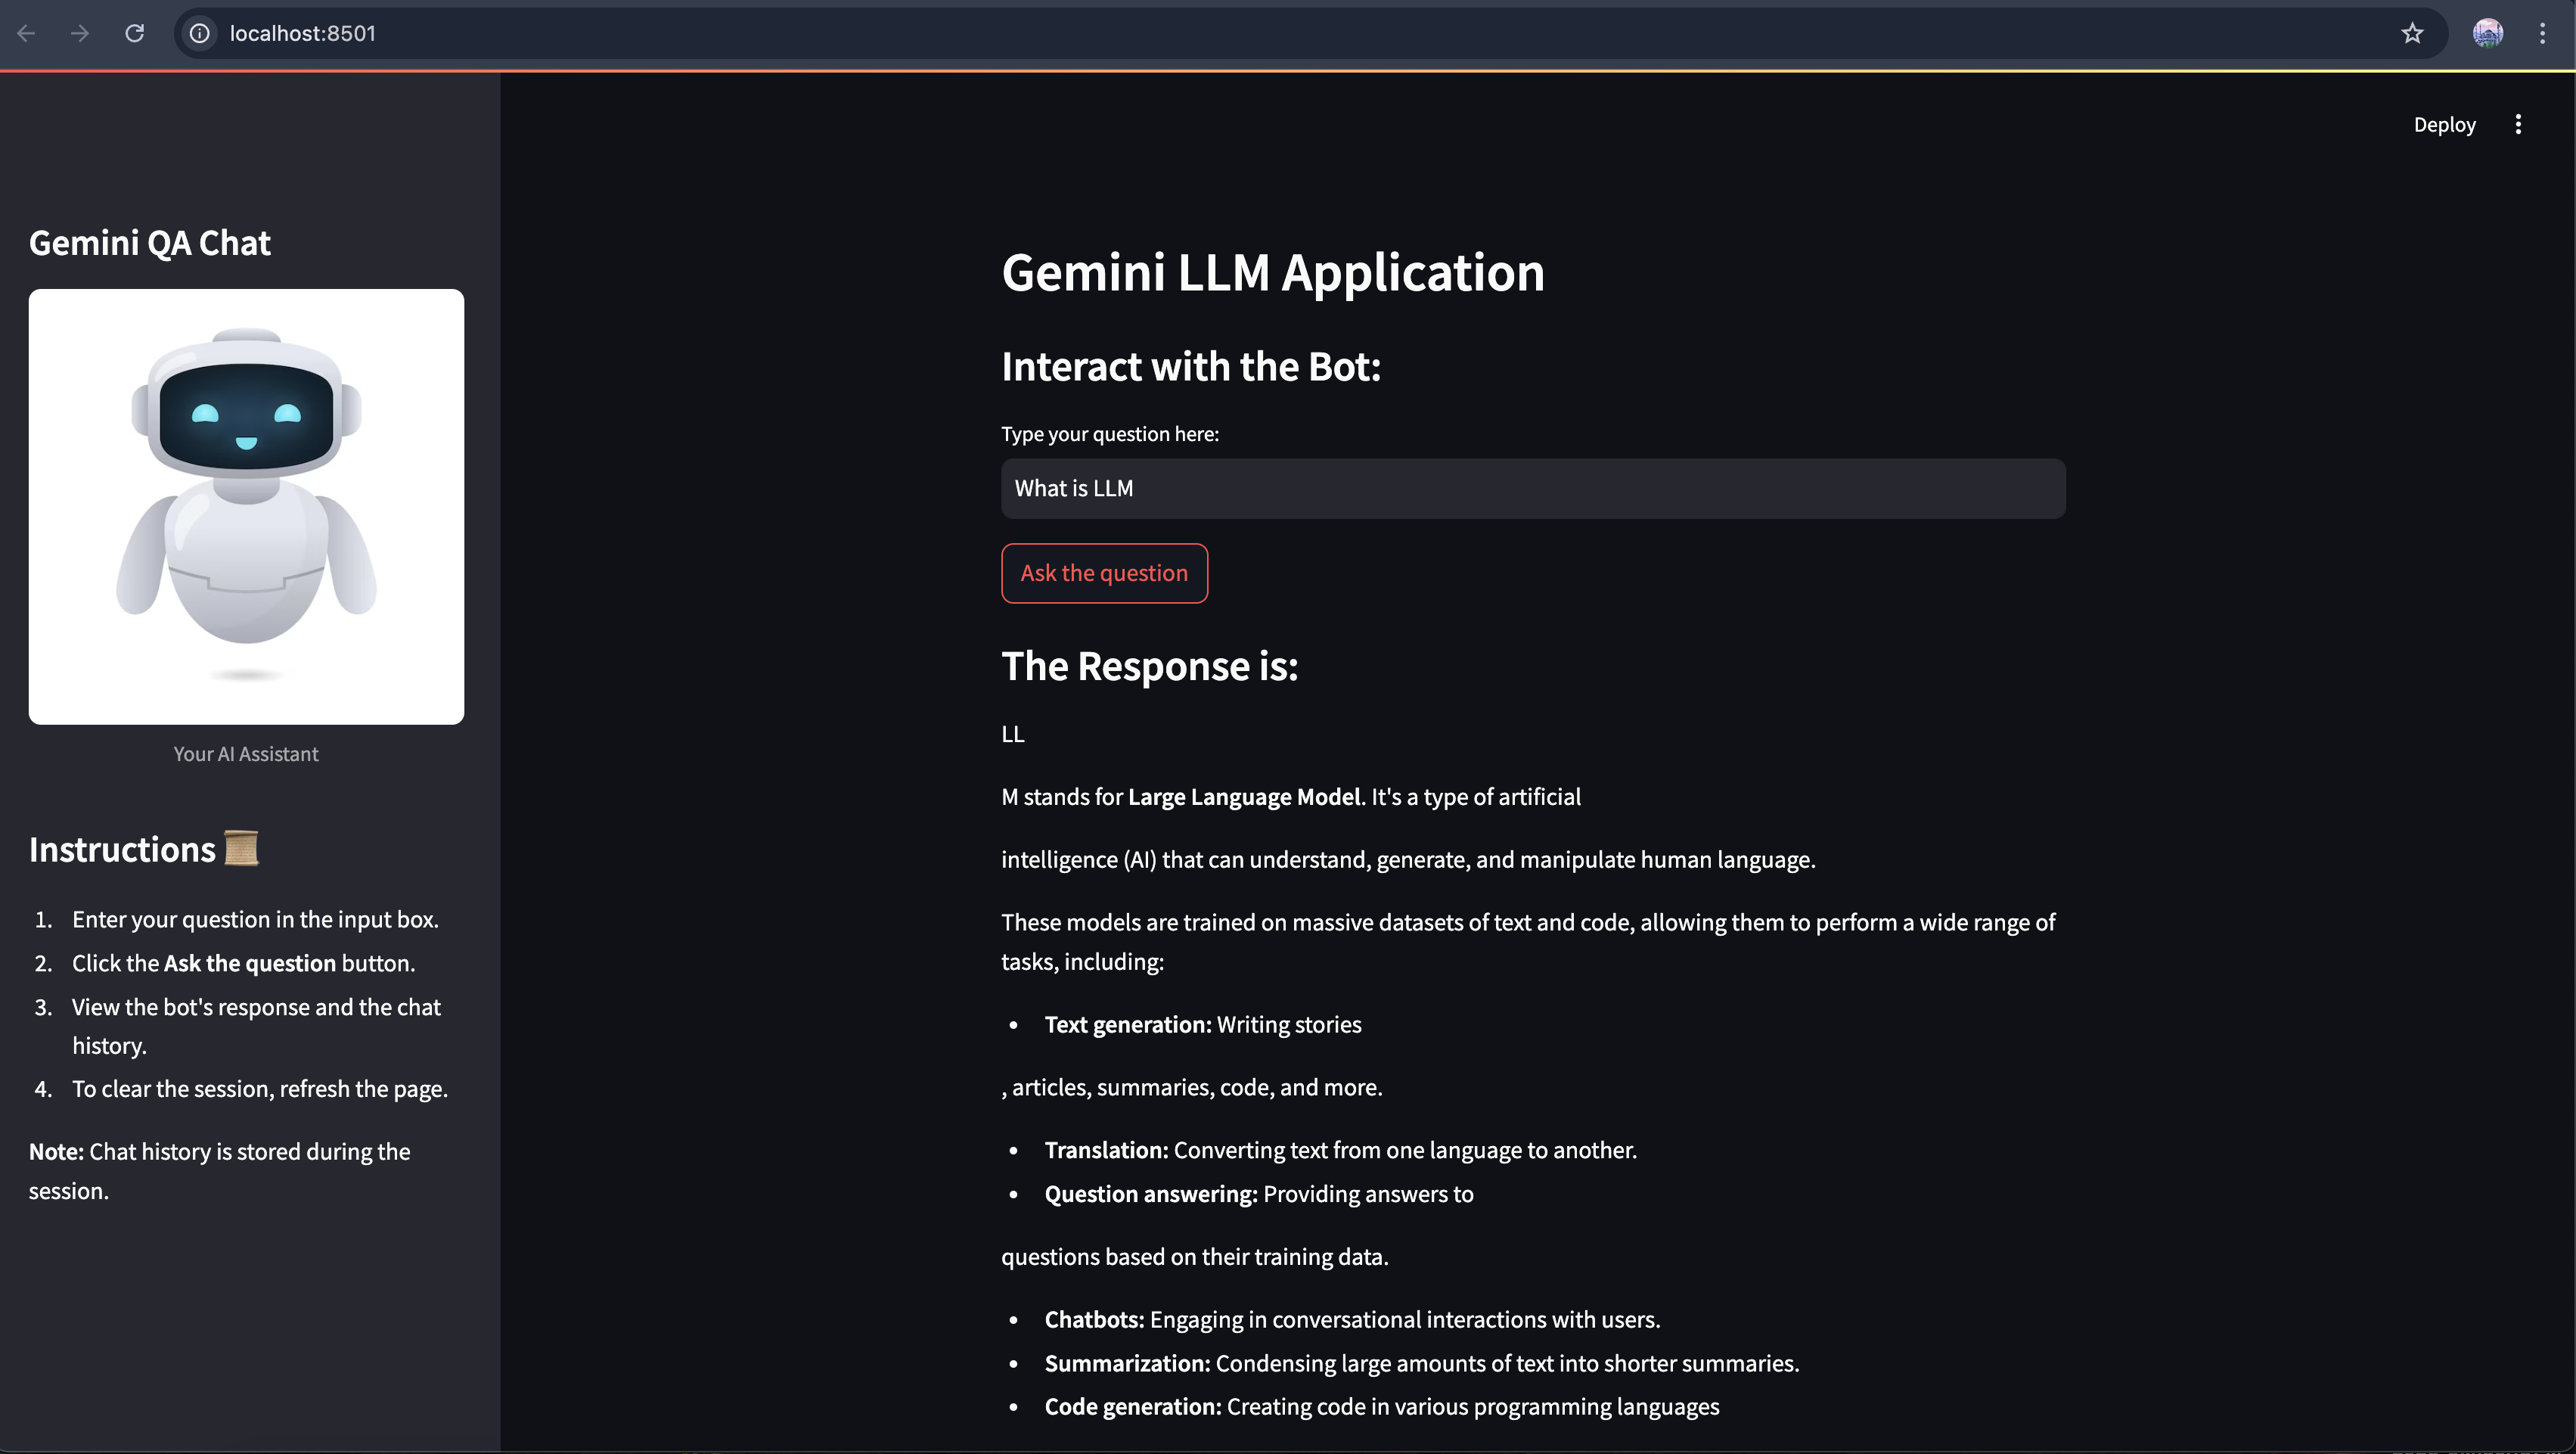 localhost:8501
Deploy
Gemini QA Chat
Your AI Assistant
Instructions 📜
1. Enter your question in the input box.
2. Click the Ask the question button.
3. View the bot's response and the chat
history.
4. To clear the session, refresh the page.
Note: Chat history is stored during the
session.
Gemini LLM Application
Interact with the Bot:
Type your question here:
What is LLM
Ask the question
The Response is:
LL
M stands for Large Language Model. It's a type of artificial
intelligence (AI) that can understand, generate, and manipulate human language.
These models are trained on massive datasets of text and code, allowing them to perform a wide range of
tasks, including:
• Text generation: Writing stories
, articles, summaries, code, and more.
• Translation: Converting text from one language to another.
• Question answering: Providing answers to
questions based on their training data.
• Chatbots: Engaging in conversational interactions with users.
• Summarization: Condensing large amounts of text into shorter summaries.
• Code generation: Creating code in various programming languages